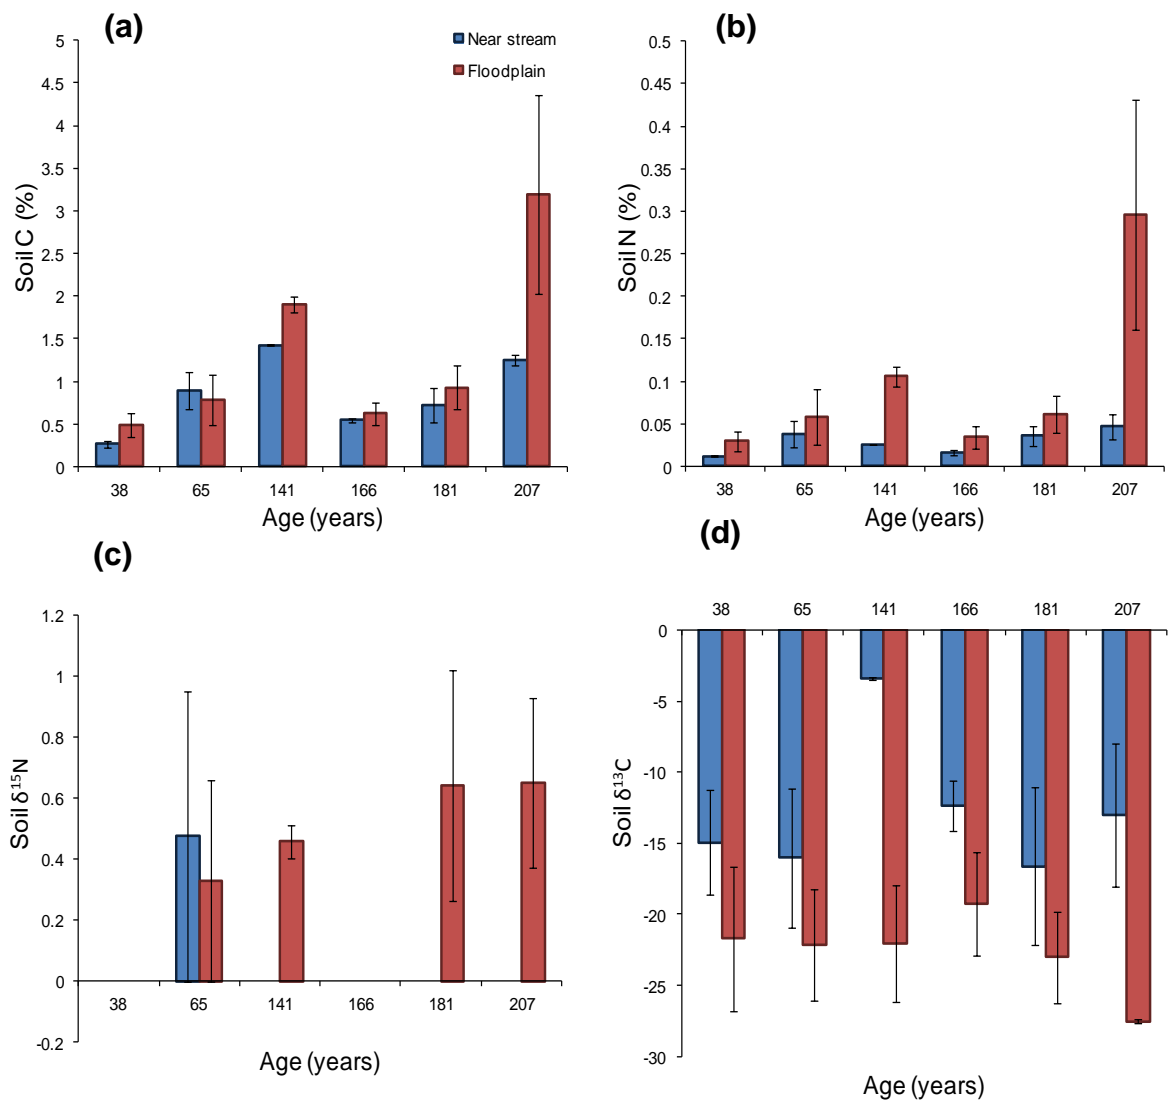 (a)
Near stream
Floodplain
5
4.5
4
3.5
3
2.5
2
1.5
1
0.5
0
Soil C (%)
38 65 141 166 181 207
Age (years)
(b)
0.5
0.45
0.4
0.35
0.3
0.25
0.2
0.15
0.1
0.05
0
Soil N (%)
38 65 141 166 181 207
Age (years)
(c)
1.2
1
0.8
0.6
0.4
0.2
0
-0.2
Soil δ¹⁵N
38 65 141 166 181 207
Age (years)
(d)
38 65 141 166 181 207
0
-5
-10
-15
-20
-25
-30
Soil δ¹³C
Age (years)